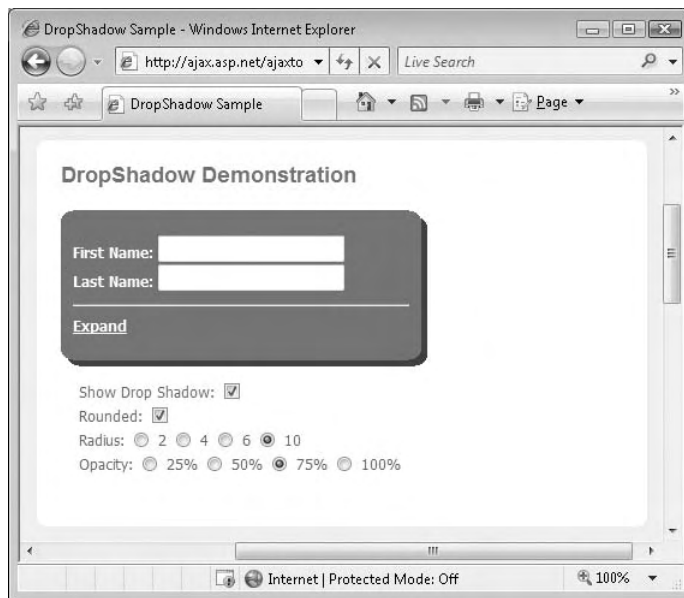 DropShadow Sample - Windows Internet Explorer
http://ajax.asp.net/ajaxto
Live Search
DropShadow Sample
Page
»
DropShadow Demonstration
First Name:
Last Name:
Expand
Show Drop Shadow:
Rounded:
Radius: 2 4 6 10
Opacity: 25% 50% 75% 100%
Internet | Protected Mode: Off
100%